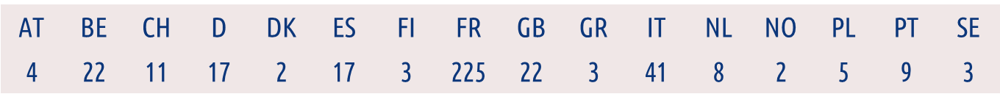 AT BE CH D DK ES FI FR GB GR IT NL NO PL PT SE
4 22 11 17 2 17 3 225 22 3 41 8 2 5 9 3